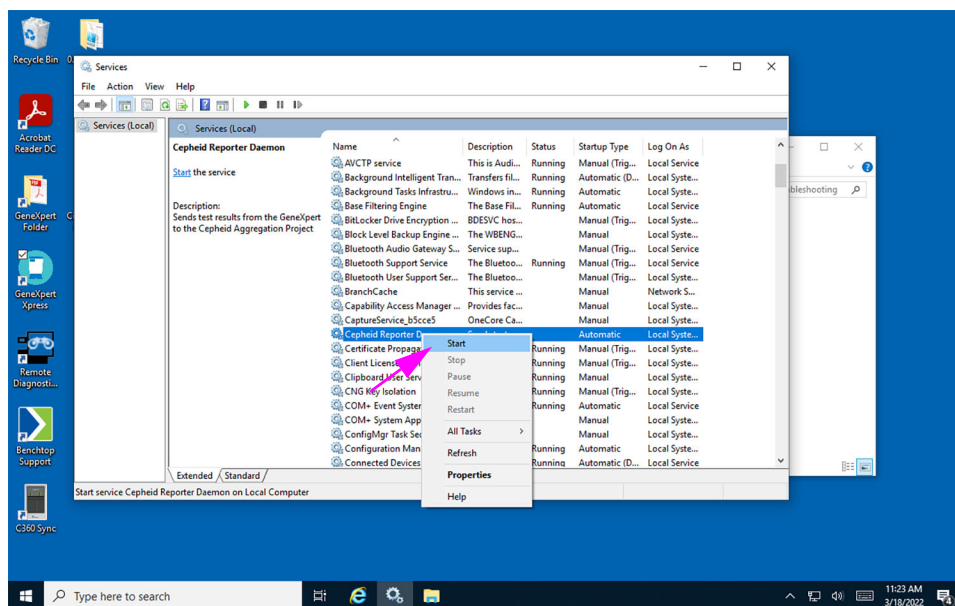 Recycle Bin
Acrobat
Reader DC
GeneXpert
Folder
GeneXpert
Xpress
Remote
Diagnosti...
Benchtop
Support
C360 Sync
Services
File Action View Help
Services (Local)
Services (Local)
Cepheid Reporter Daemon
Start the service
Description:
Sends test results from the GeneXpert
to the Cepheid Aggregation Project
Name Description Status Startup Type Log On As
AVCTP service This is Audi... Running Manual (Trig... Local Service
Background Intelligent Tran... Transfers fil... Running Automatic (D... Local Syste...
Background Tasks Infrastru... Windows in... Running Automatic Local Syste...
Base Filtering Engine The Base Fil... Running Automatic Local Service
BitLocker Drive Encryption ... BDESVC hos... Manual (Trig... Local Syste...
Block Level Backup Engine ... The WBENG... Manual Local Syste...
Bluetooth Audio Gateway S... Service sup... Manual (Trig... Local Service
Bluetooth Support Service The Bluetoo... Running Manual (Trig... Local Service
Bluetooth User Support Ser... The Bluetoo... Manual (Trig... Local Syste...
BranchCache This service ... Manual Network S...
Capability Access Manager ... Provides fac... Manual Local Syste...
CaptureService_b5cce5 OneCore Ca... Manual Local Syste...
Cepheid Reporter Automatic Local Syste...
Certificate Propaga Running Manual (Trig... Local Syste...
Client Licens Running Manual (Trig... Local Syste...
Clipboard User Serv Running Manual Local Syste...
CNG Key Isolation Running Manual (Trig... Local Syste...
COM+ Event System Running Automatic Local Service
COM+ System App Manual Local Syste...
ConfigMgr Task Se Manual Local Syste...
Configuration Man Running Automatic Local Syste...
Connected Devices Running Automatic (D... Local Service
Start
Stop
Pause
Resume
Restart
All Tasks
Refresh
Properties
Help
Extended Standard
Start service Cepheid Reporter Daemon on Local Computer
bleshooting
Type here to search
11:23 AM
3/18/2022